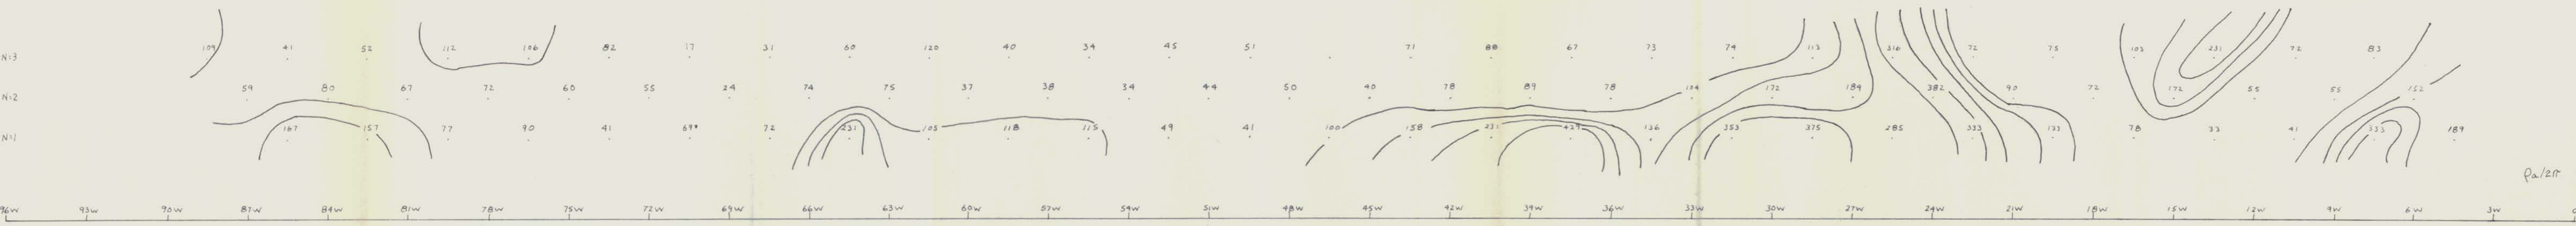 N=3 109 41 52 112 106 82 17 31 60 120 40 34 45 51 71 88 67 73 74 113 316 72 75 103 231 72 83
N=2 59 80 67 72 60 55 24 74 75 37 38 34 44 50 40 78 89 78 104 172 189 382 90 72 172 55 55 152
N=1 167 157 77 90 41 69 72 231 105 118 115 49 41 100 158 231 429 136 353 375 285 333 133 78 33 41 333 189
ρa/2π
96W 93W 90W 87W 84W 81W 78W 75W 72W 69W 66W 63W 60W 57W 54W 51W 48W 45W 42W 39W 36W 33W 30W 27W 24W 21W 18W 15W 12W 9W 6W 3W 0